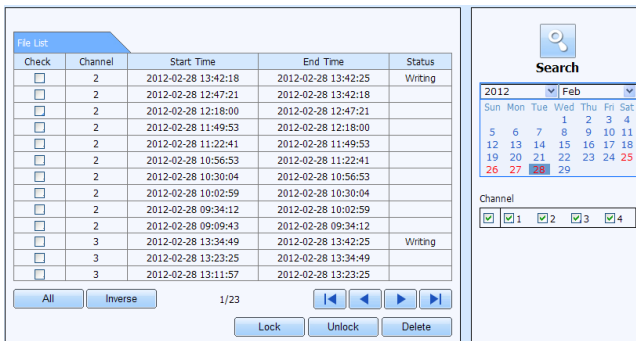 File List
Check Channel Start Time End Time Status
2 2012-02-28 13:42:18 2012-02-28 13:42:25 Writing
2 2012-02-28 12:47:21 2012-02-28 13:42:18
2 2012-02-28 12:18:00 2012-02-28 12:47:21
2 2012-02-28 11:49:53 2012-02-28 12:18:00
2 2012-02-28 11:22:41 2012-02-28 11:49:53
2 2012-02-28 10:56:53 2012-02-28 11:22:41
2 2012-02-28 10:30:04 2012-02-28 10:56:53
2 2012-02-28 10:02:59 2012-02-28 10:30:04
2 2012-02-28 09:34:12 2012-02-28 10:02:59
2 2012-02-28 09:09:43 2012-02-28 09:34:12
3 2012-02-28 13:34:49 2012-02-28 13:42:25 Writing
3 2012-02-28 13:23:25 2012-02-28 13:34:49
3 2012-02-28 13:11:57 2012-02-28 13:23:25
All Inverse 1/23
Lock Unlock Delete
Search
2012 Feb
Sun Mon Tue Wed Thu Fri Sat
1 2 3 4
5 6 7 8 9 10 11
12 13 14 15 16 17 18
19 20 21 22 23 24 25
26 27 28 29
Channel
1 2 3 4